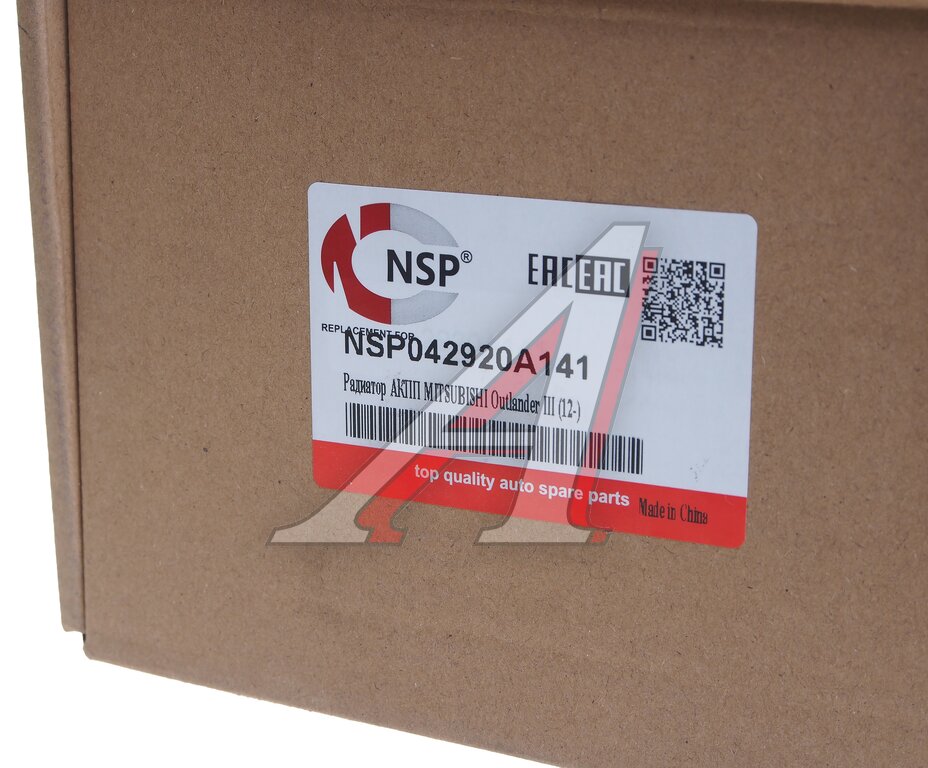 NSP®
EAC EAC
REPLACEMENT FOR
NSP042920A141
Радиатор АКПП MITSUBISHI Outlander III (12-)
top quality auto spare parts
Made in China